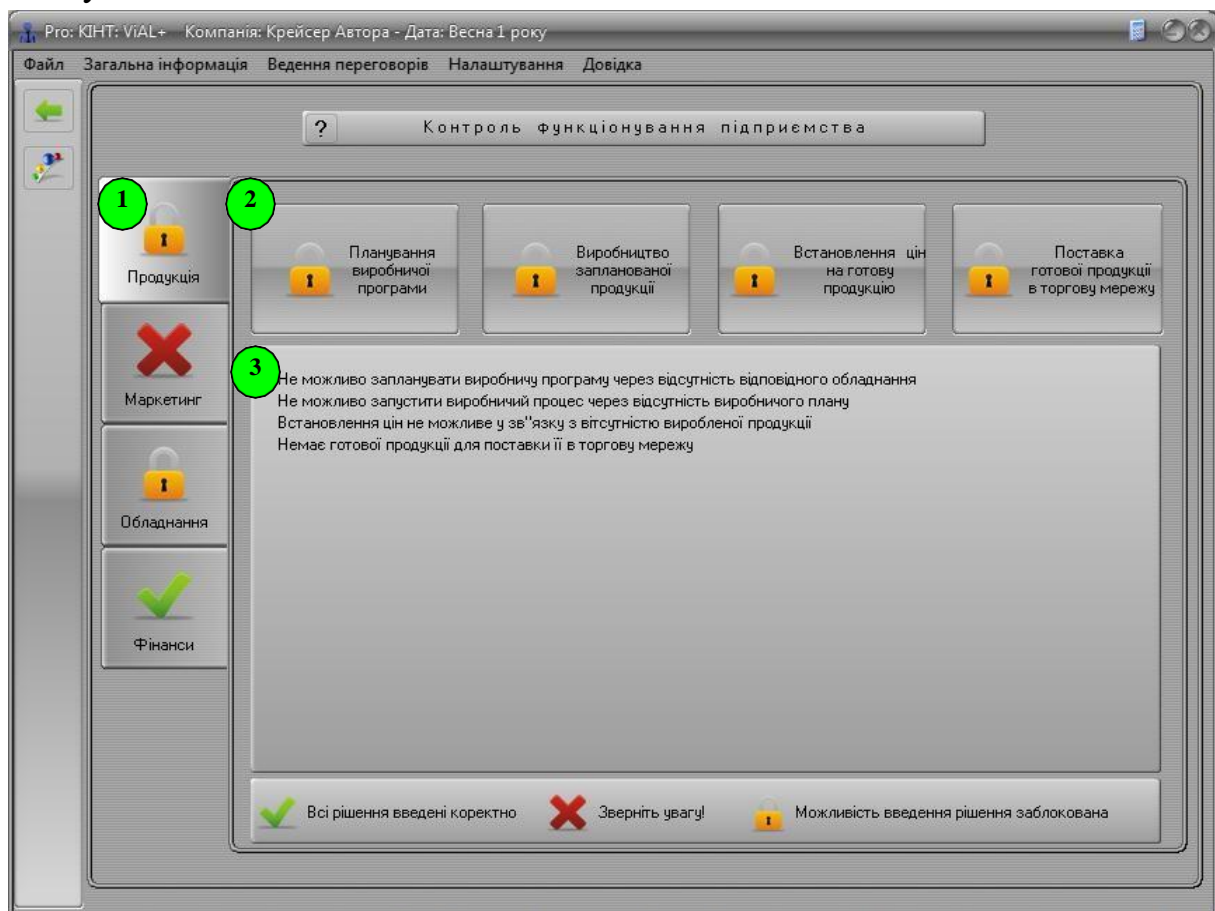 Pro: КІНТ: ViAL+ Компанія: Крейсер Автора - Дата: Весна 1 року
Файл Загальна інформація Ведення переговорів Налаштування Довідка
? Контроль функціонування підприємства
1
Продукція
Маркетинг
Обладнання
Фінанси
2
Планування
виробничої
програми
Виробництво
запланованої
продукції
Встановлення цін
на готову
продукцію
Поставка
готової продукції
в торгову мережу
3
Не можливо запланувати виробничу програму через відсутність відповідного обладнання
Не можливо запустити виробничий процес через відсутність виробничого плану
Встановлення цін не можливе у зв"язку з вітсутністю виробленої продукції
Немає готової продукції для поставки її в торгову мережу
Всі рішення введені коректно Зверніть увагу! Можливість введення рішення заблокована